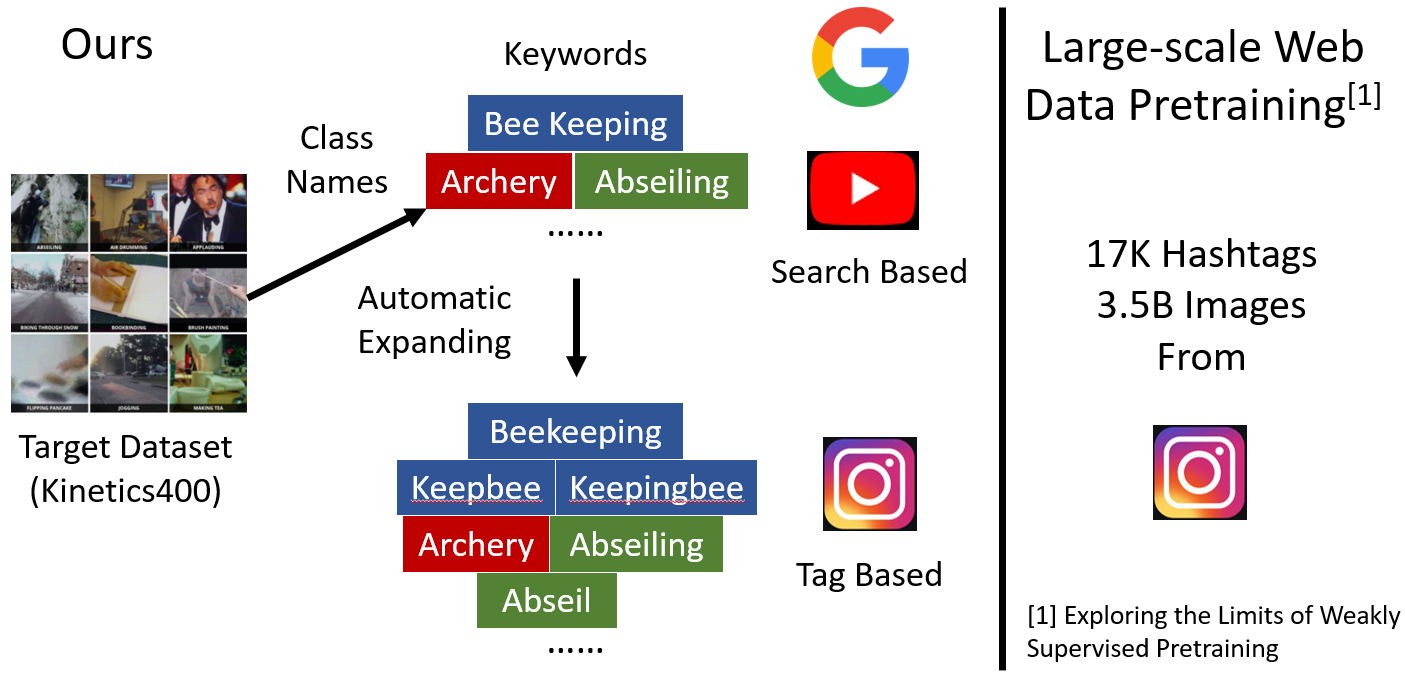 Ours
Target Dataset
(Kinetics400)
ABSEILING
AIR DRUMMING
APPLAUDING
BIKING THROUGH SNOW
BOOKBINDING
BRUSH PAINTING
FLIPPING PANCAKE
JOGGING
MAKING TEA
Class
Names
Keywords
Bee Keeping
Archery
Abseiling
......
Automatic
Expanding
Beekeeping
Keepbee
Keepingbee
Archery
Abseiling
Abseil
......
Search Based
Tag Based
Large-scale Web
Data Pretraining[1]
17K Hashtags
3.5B Images
From
[1] Exploring the Limits of Weakly
Supervised Pretraining